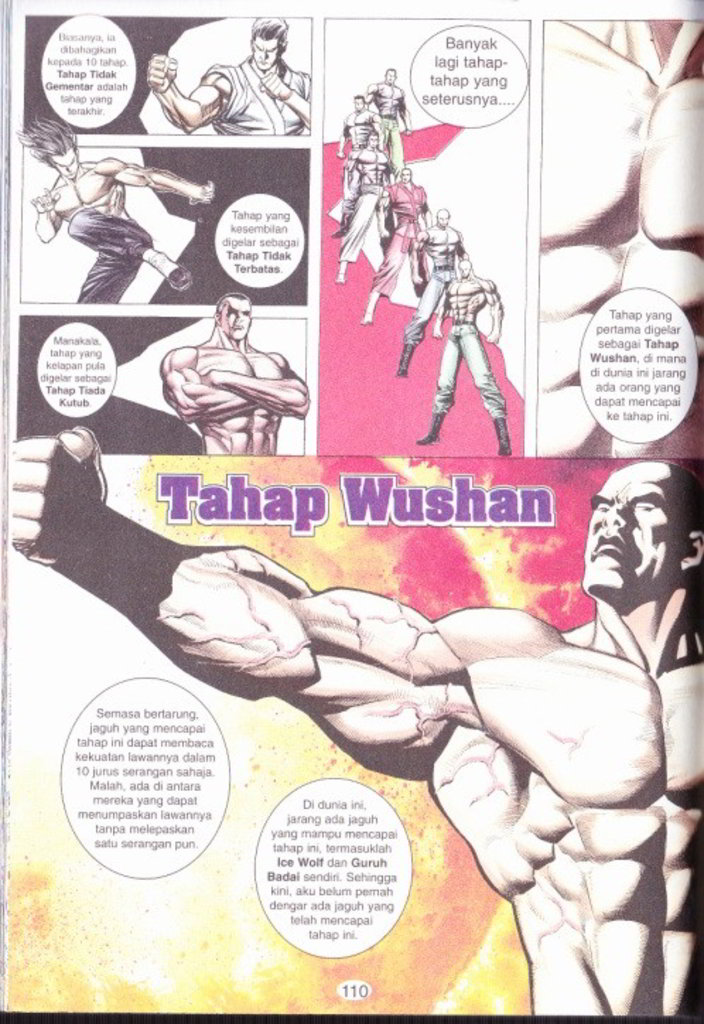 Biasanya, ia
dibahagikan
kepada 10 tahap.
Tahap Tidak
Gementar adalah
tahap yang
terakhir.
Tahap yang
kesembilan
digelar sebagai
Tahap Tidak
Terbatas.
Manakala,
tahap yang
kelapan pula
digelar sebagai
Tahap Tiada
Kutub.
Banyak
lagi tahap-
tahap yang
seterusnya....
Tahap yang
pertama digelar
sebagai Tahap
Wushan, di mana
di dunia ini jarang
ada orang yang
dapat mencapai
ke tahap ini.
Tahap Wushan
Semasa bertarung,
jaguh yang mencapai
tahap ini dapat membaca
kekuatan lawannya dalam
10 jurus serangan sahaja.
Malah, ada di antara
mereka yang dapat
menumpaskan lawannya
tanpa melepaskan
satu serangan pun.
Di dunia ini,
jarang ada jaguh
yang mampu mencapai
tahap ini, termasuklah
Ice Wolf dan Guruh
Badai sendiri. Sehingga
kini, aku belum pernah
dengar ada jaguh yang
telah mencapai
tahap ini.
110